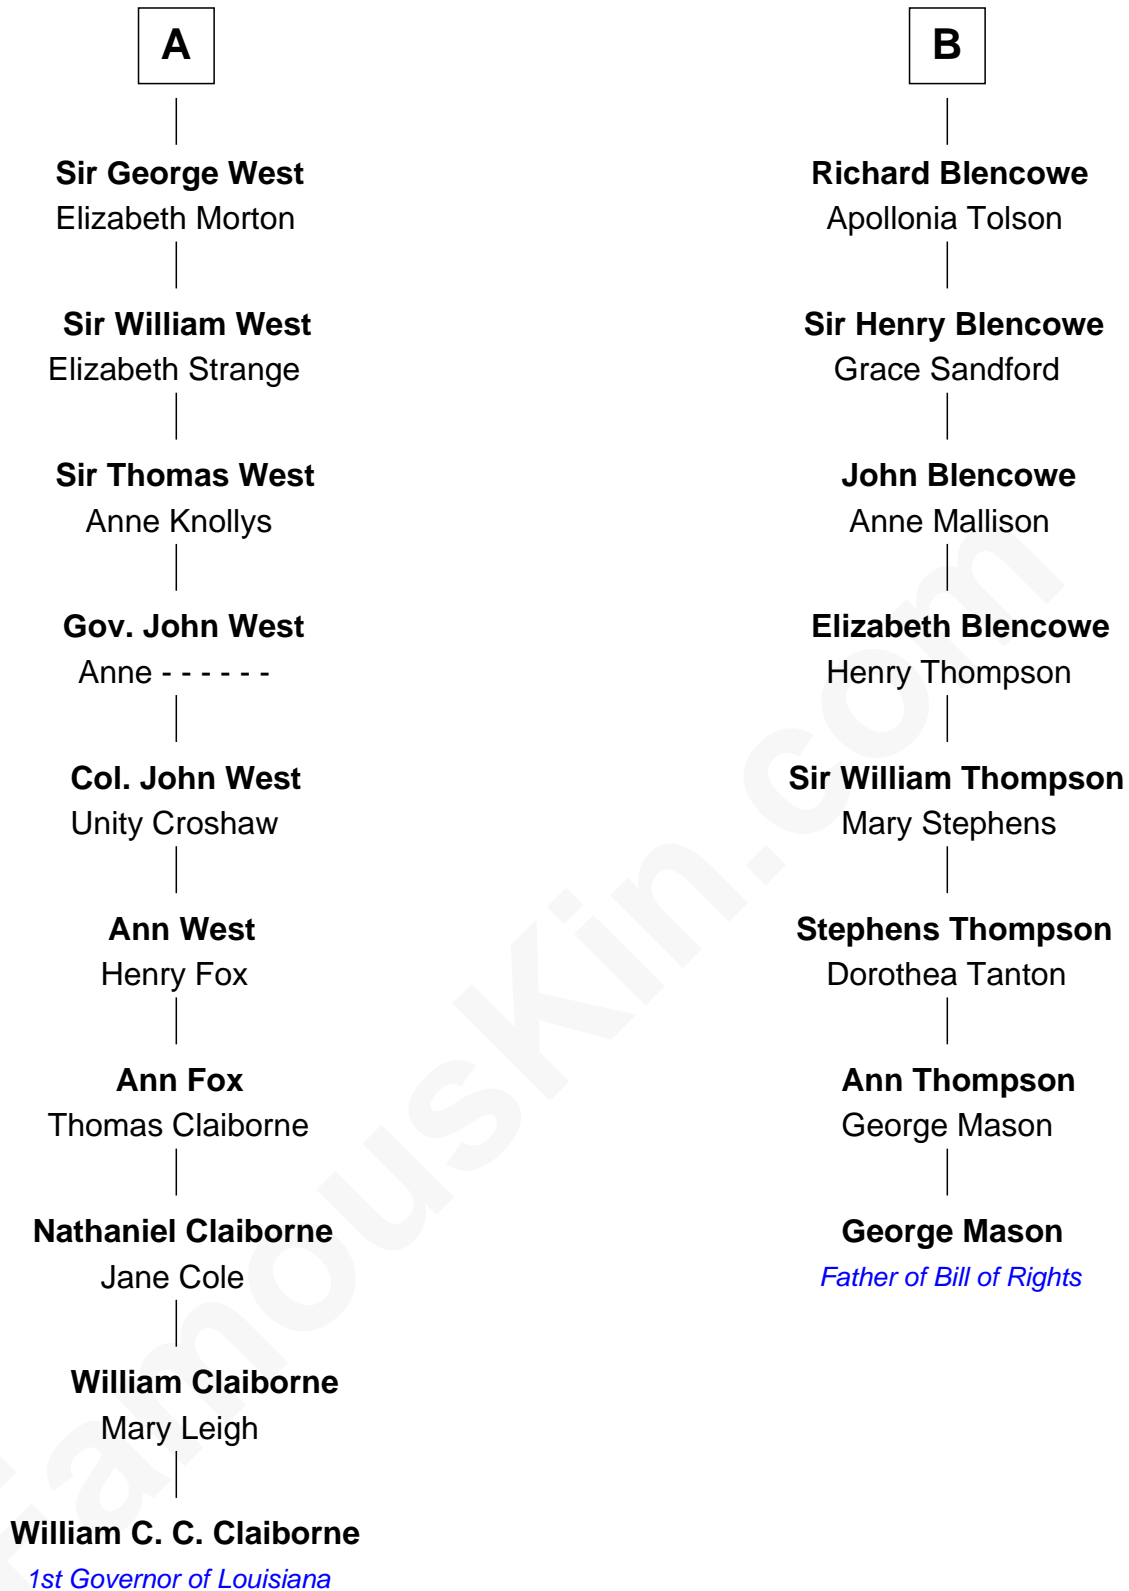 A
Sir George West
Elizabeth Morton
Sir William West
Elizabeth Strange
Sir Thomas West
Anne Knollys
Gov. John West
Anne - - - - - -
Col. John West
Unity Croshaw
Ann West
Henry Fox
Ann Fox
Thomas Claiborne
Nathaniel Claiborne
Jane Cole
William Claiborne
Mary Leigh
William C. C. Claiborne
1st Governor of Louisiana
B
Richard Blencowe
Apollonia Tolson
Sir Henry Blencowe
Grace Sandford
John Blencowe
Anne Mallison
Elizabeth Blencowe
Henry Thompson
Sir William Thompson
Mary Stephens
Stephens Thompson
Dorothea Tanton
Ann Thompson
George Mason
George Mason
Father of Bill of Rights
FamousKin.com